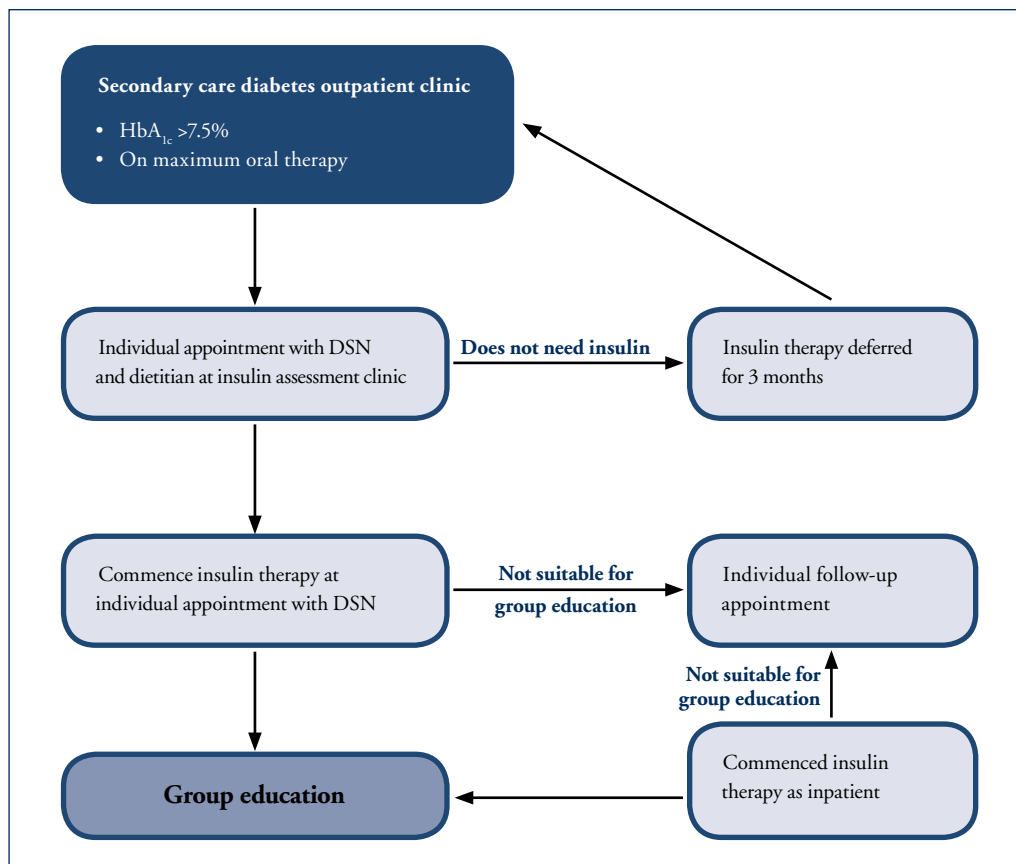 Secondary care diabetes outpatient clinic
• HbA1c >7.5%
• On maximum oral therapy
Individual appointment with DSN
and dietitian at insulin assessment clinic
Does not need insulin
Insulin therapy deferred
for 3 months
Commence insulin therapy at
individual appointment with DSN
Not suitable for
group education
Individual follow-up
appointment
Not suitable for
group education
Commenced insulin
therapy as inpatient
Group education